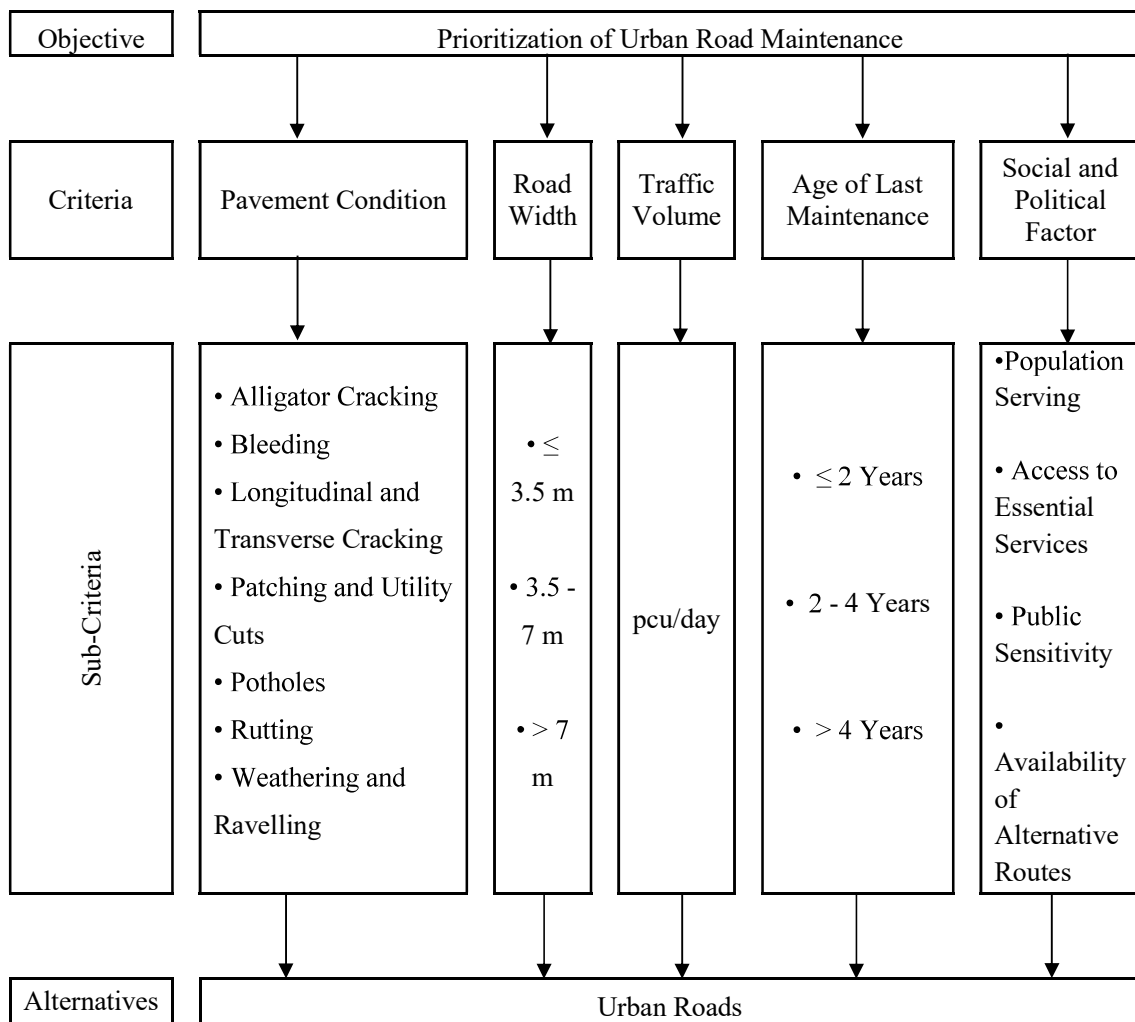 Objective
Prioritization of Urban Road Maintenance
Criteria
Pavement Condition
Road
Width
Traffic
Volume
Age of Last
Maintenance
Social and
Political
Factor
Sub-Criteria
• Alligator Cracking
• Bleeding
• Longitudinal and
Transverse Cracking
• Patching and Utility
Cuts
• Potholes
• Rutting
• Weathering and
Ravelling
• ≤
3.5 m
• 3.5 -
7 m
• > 7
m
pcu/day
• ≤ 2 Years
• 2 - 4 Years
• > 4 Years
•Population
Serving
• Access to
Essential
Services
• Public
Sensitivity
•
Availability
of
Alternative
Routes
Alternatives
Urban Roads